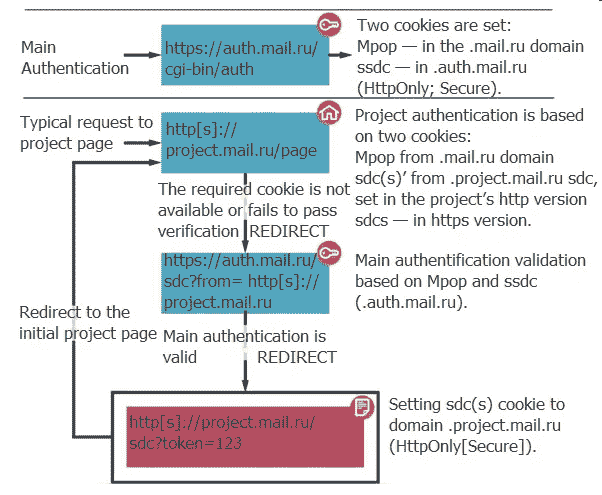 Main
Authentication
https://auth.mail.ru/
cgi-bin/auth
Two cookies are set:
Mpop — in the .mail.ru domain
ssdc — in .auth.mail.ru
(HttpOnly; Secure).
Typical request to
project page
http[s]://
project.mail.ru/page
Project authentication is based
on two cookies:
Mpop from .mail.ru domain
sdc(s)’ from .project.mail.ru sdc,
set in the project’s http version
sdcs — in https version.
The required cookie is not
available or fails to pass
verification REDIRECT
https://auth.mail.ru/
sdc?from= http[s]://
project.mail.ru
Main authentification validation
based on Mpop and ssdc
(.auth.mail.ru).
Redirect to the
initial project page
Main authentication is
valid REDIRECT
http[s]://project.mail.ru/
sdc?token=123
Setting sdc(s) cookie to
domain .project.mail.ru
(HttpOnly[Secure]).